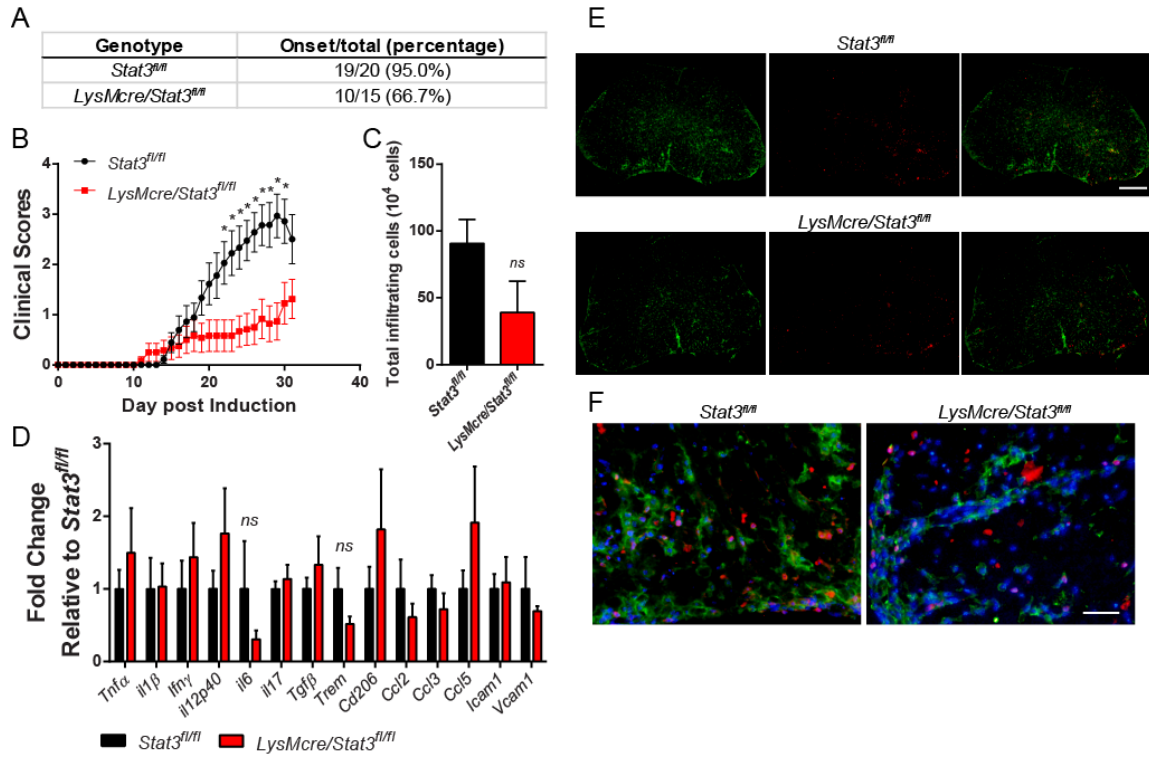 A
Genotype Onset/total (percentage)
Stat3fl/fl 19/20 (95.0%)
LysMcre/Stat3fl/fl 10/15 (66.7%)
B
Stat3fl/fl
LysMcre/Stat3fl/fl
* * * * * * * * *
Clinical Scores
4
3
2
1
0
0 10 20 30 40
Day post Induction
C
Total infiltrating cells (10⁴ cells)
150
100
50
0
ns
Stat3fl/fl
LysMcre/Stat3fl/fl
D
Fold Change
Relative to Stat3fl/fl
3
2
1
0
ns
ns
Tnfα
il1β
Ifnγ
il12p40
il6
il17
Tgfβ
Trem
Cd206
Ccl2
Ccl3
Ccl5
Icam1
Vcam1
Stat3fl/fl LysMcre/Stat3fl/fl
E
Stat3fl/fl
LysMcre/Stat3fl/fl
F
Stat3fl/fl LysMcre/Stat3fl/fl